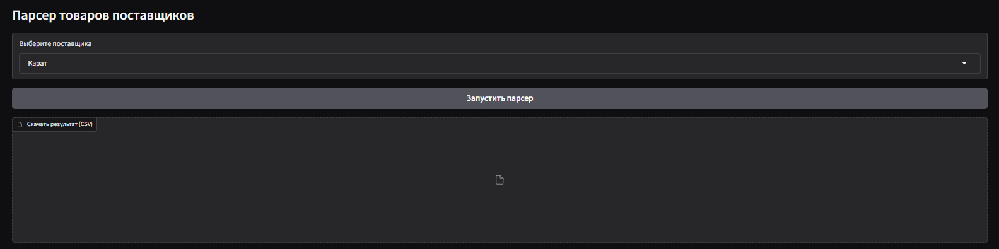 Парсер товаров поставщиков
Выберите поставщика
Карат
Запустить парсер
Скачать результат (CSV)